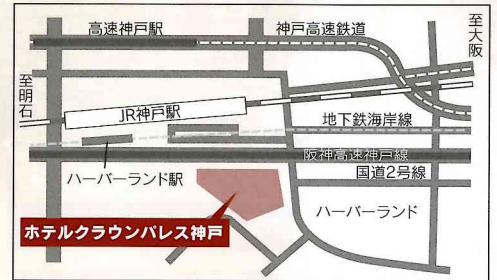 高速神戸駅
神戸高速鉄道
至大阪
至明石
JR神戸駅
地下鉄海岸線
阪神高速神戸線
ハーバーランド駅
国道2号線
ハーバーランド
ホテルクラウンパレス神戸